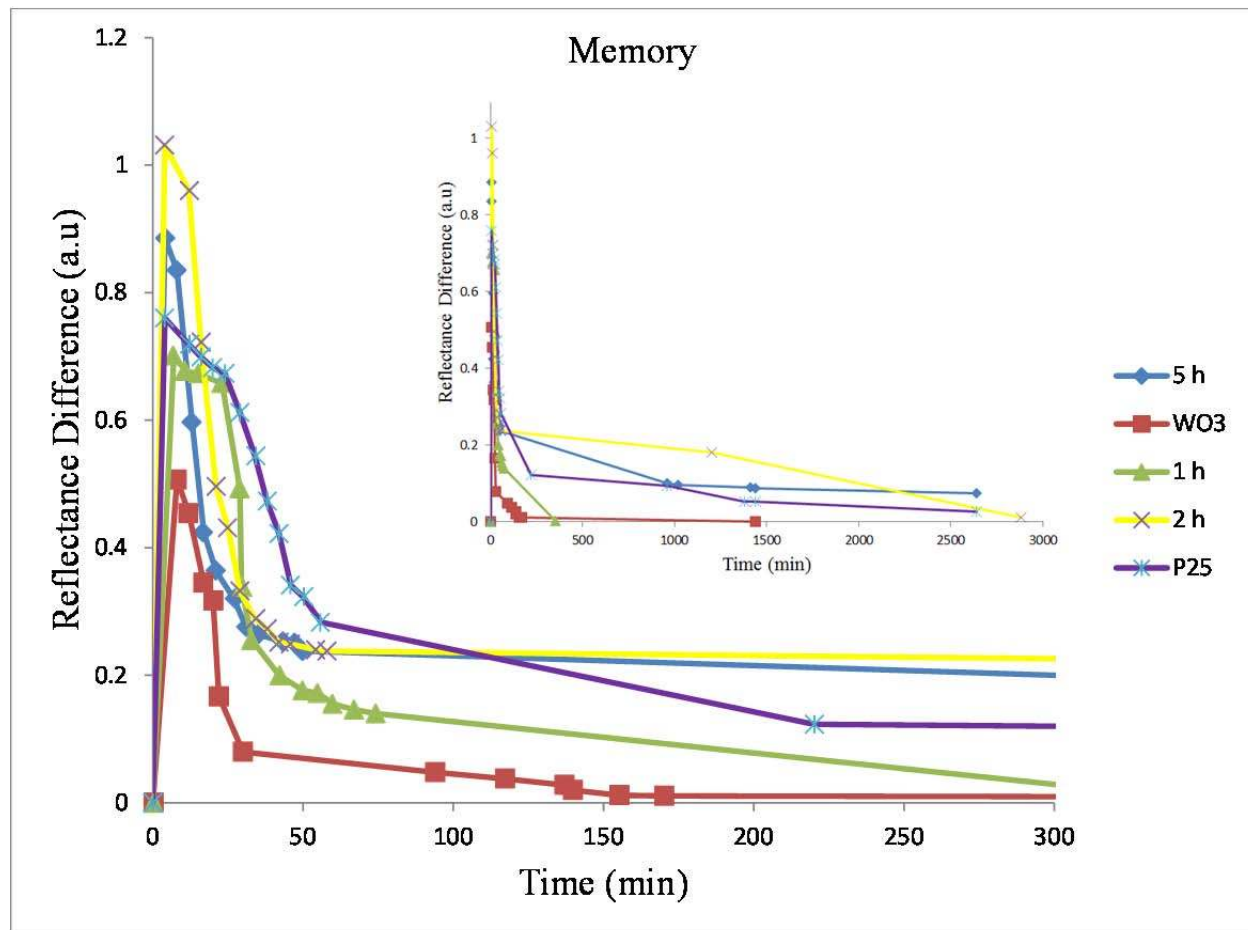 Memory
Reflectance Difference (a.u)
1.2
1
0.8
0.6
0.4
0.2
0
0 50 100 150 200 250 300
Time (min)
Reflectance Difference (a.u)
1
0.8
0.6
0.4
0.2
0
0 500 1000 1500 2000 2500 3000
Time (min)
5 h
WO3
1 h
2 h
P25